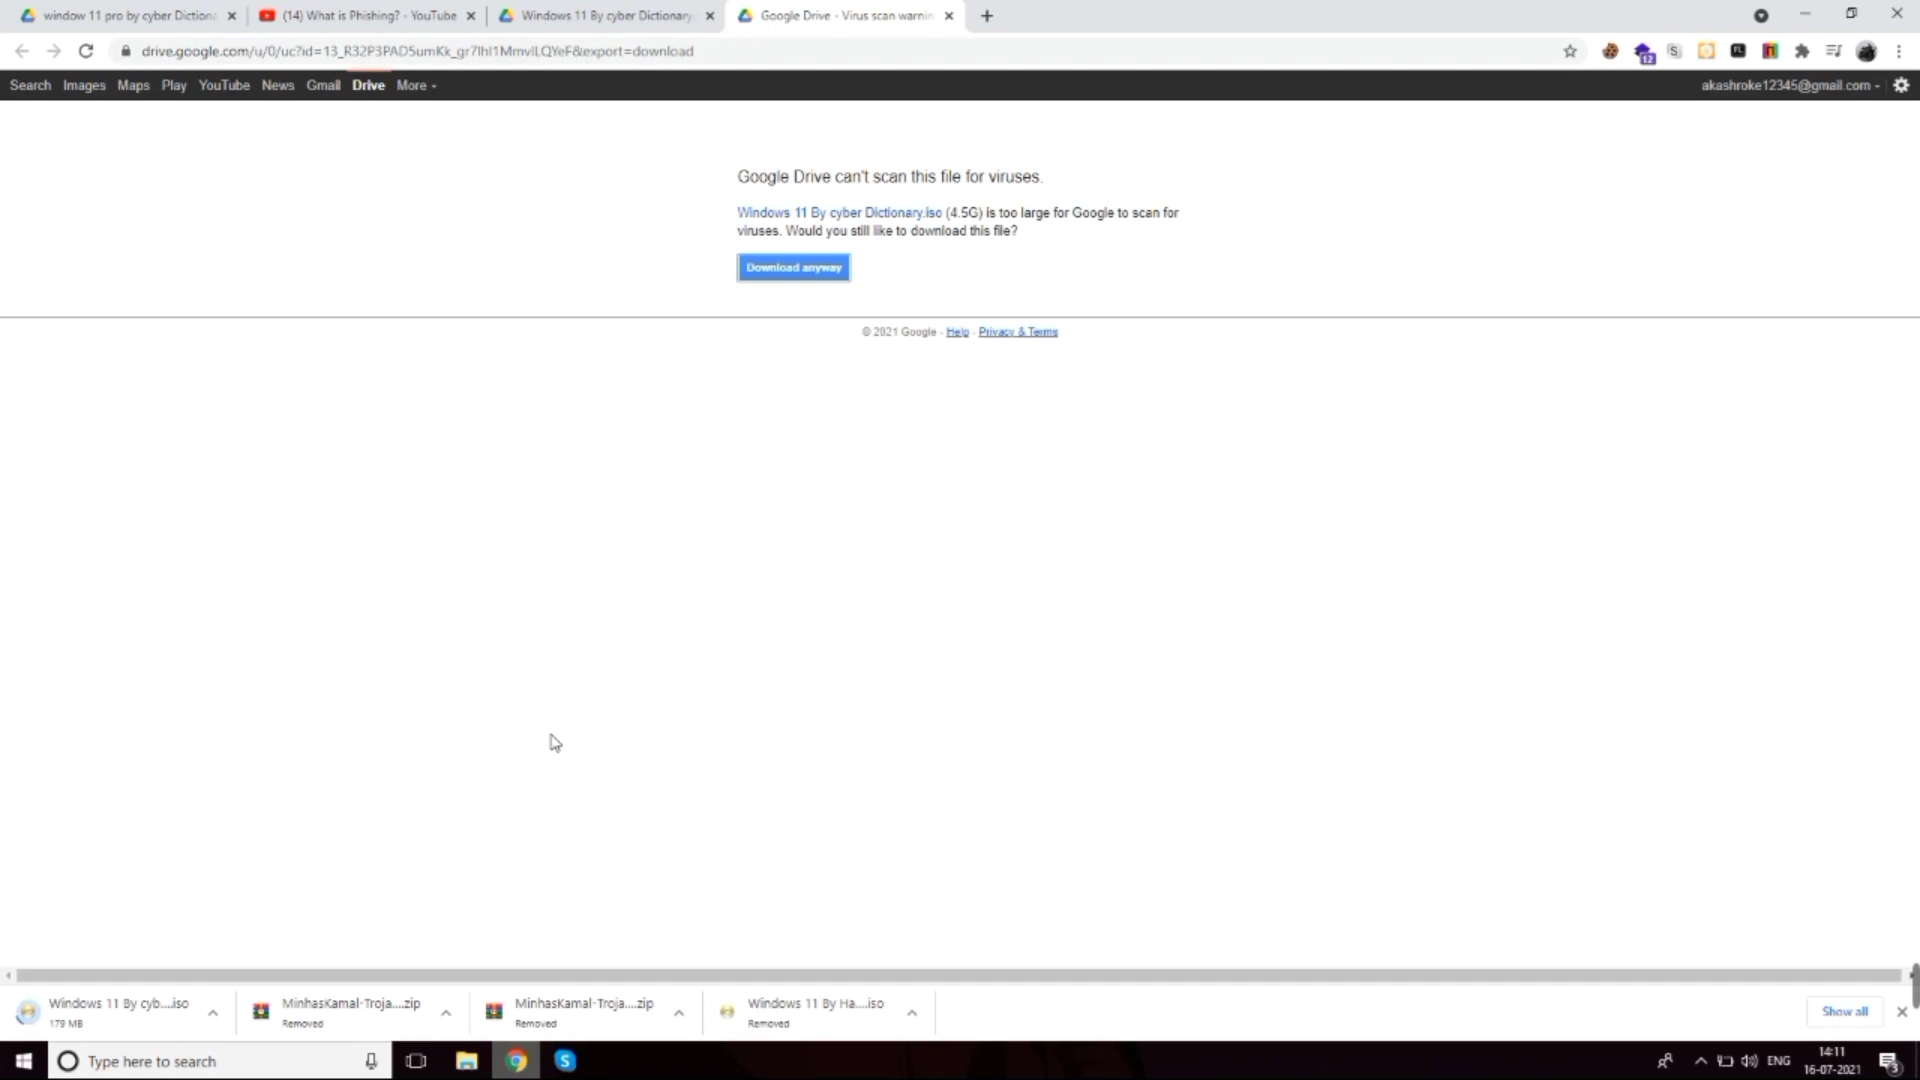 window 11 pro by cyber Dictiona
(14) What is Phishing? - YouTube
Windows 11 By cyber Dictionary.
Google Drive - Virus scan warnin
drive.google.com/u/0/uc?id=13_R32P3PAD5umKk_gr7IhI1MmvILQYeF&export=download
12
Search Images Maps Play YouTube News Gmail Drive More
akashroke12345@gmail.com
Google Drive can't scan this file for viruses.
Windows 11 By cyber Dictionary.iso (4.5G) is too large for Google to scan for
viruses. Would you still like to download this file?
Download anyway
© 2021 Google - Help - Privacy & Terms
Windows 11 By cyb....iso
179 MB
MinhasKamal-Troja....zip
Removed
MinhasKamal-Troja....zip
Removed
Windows 11 By Ha....iso
Removed
Show all
Type here to search
ENG
14:11
16-07-2021
3